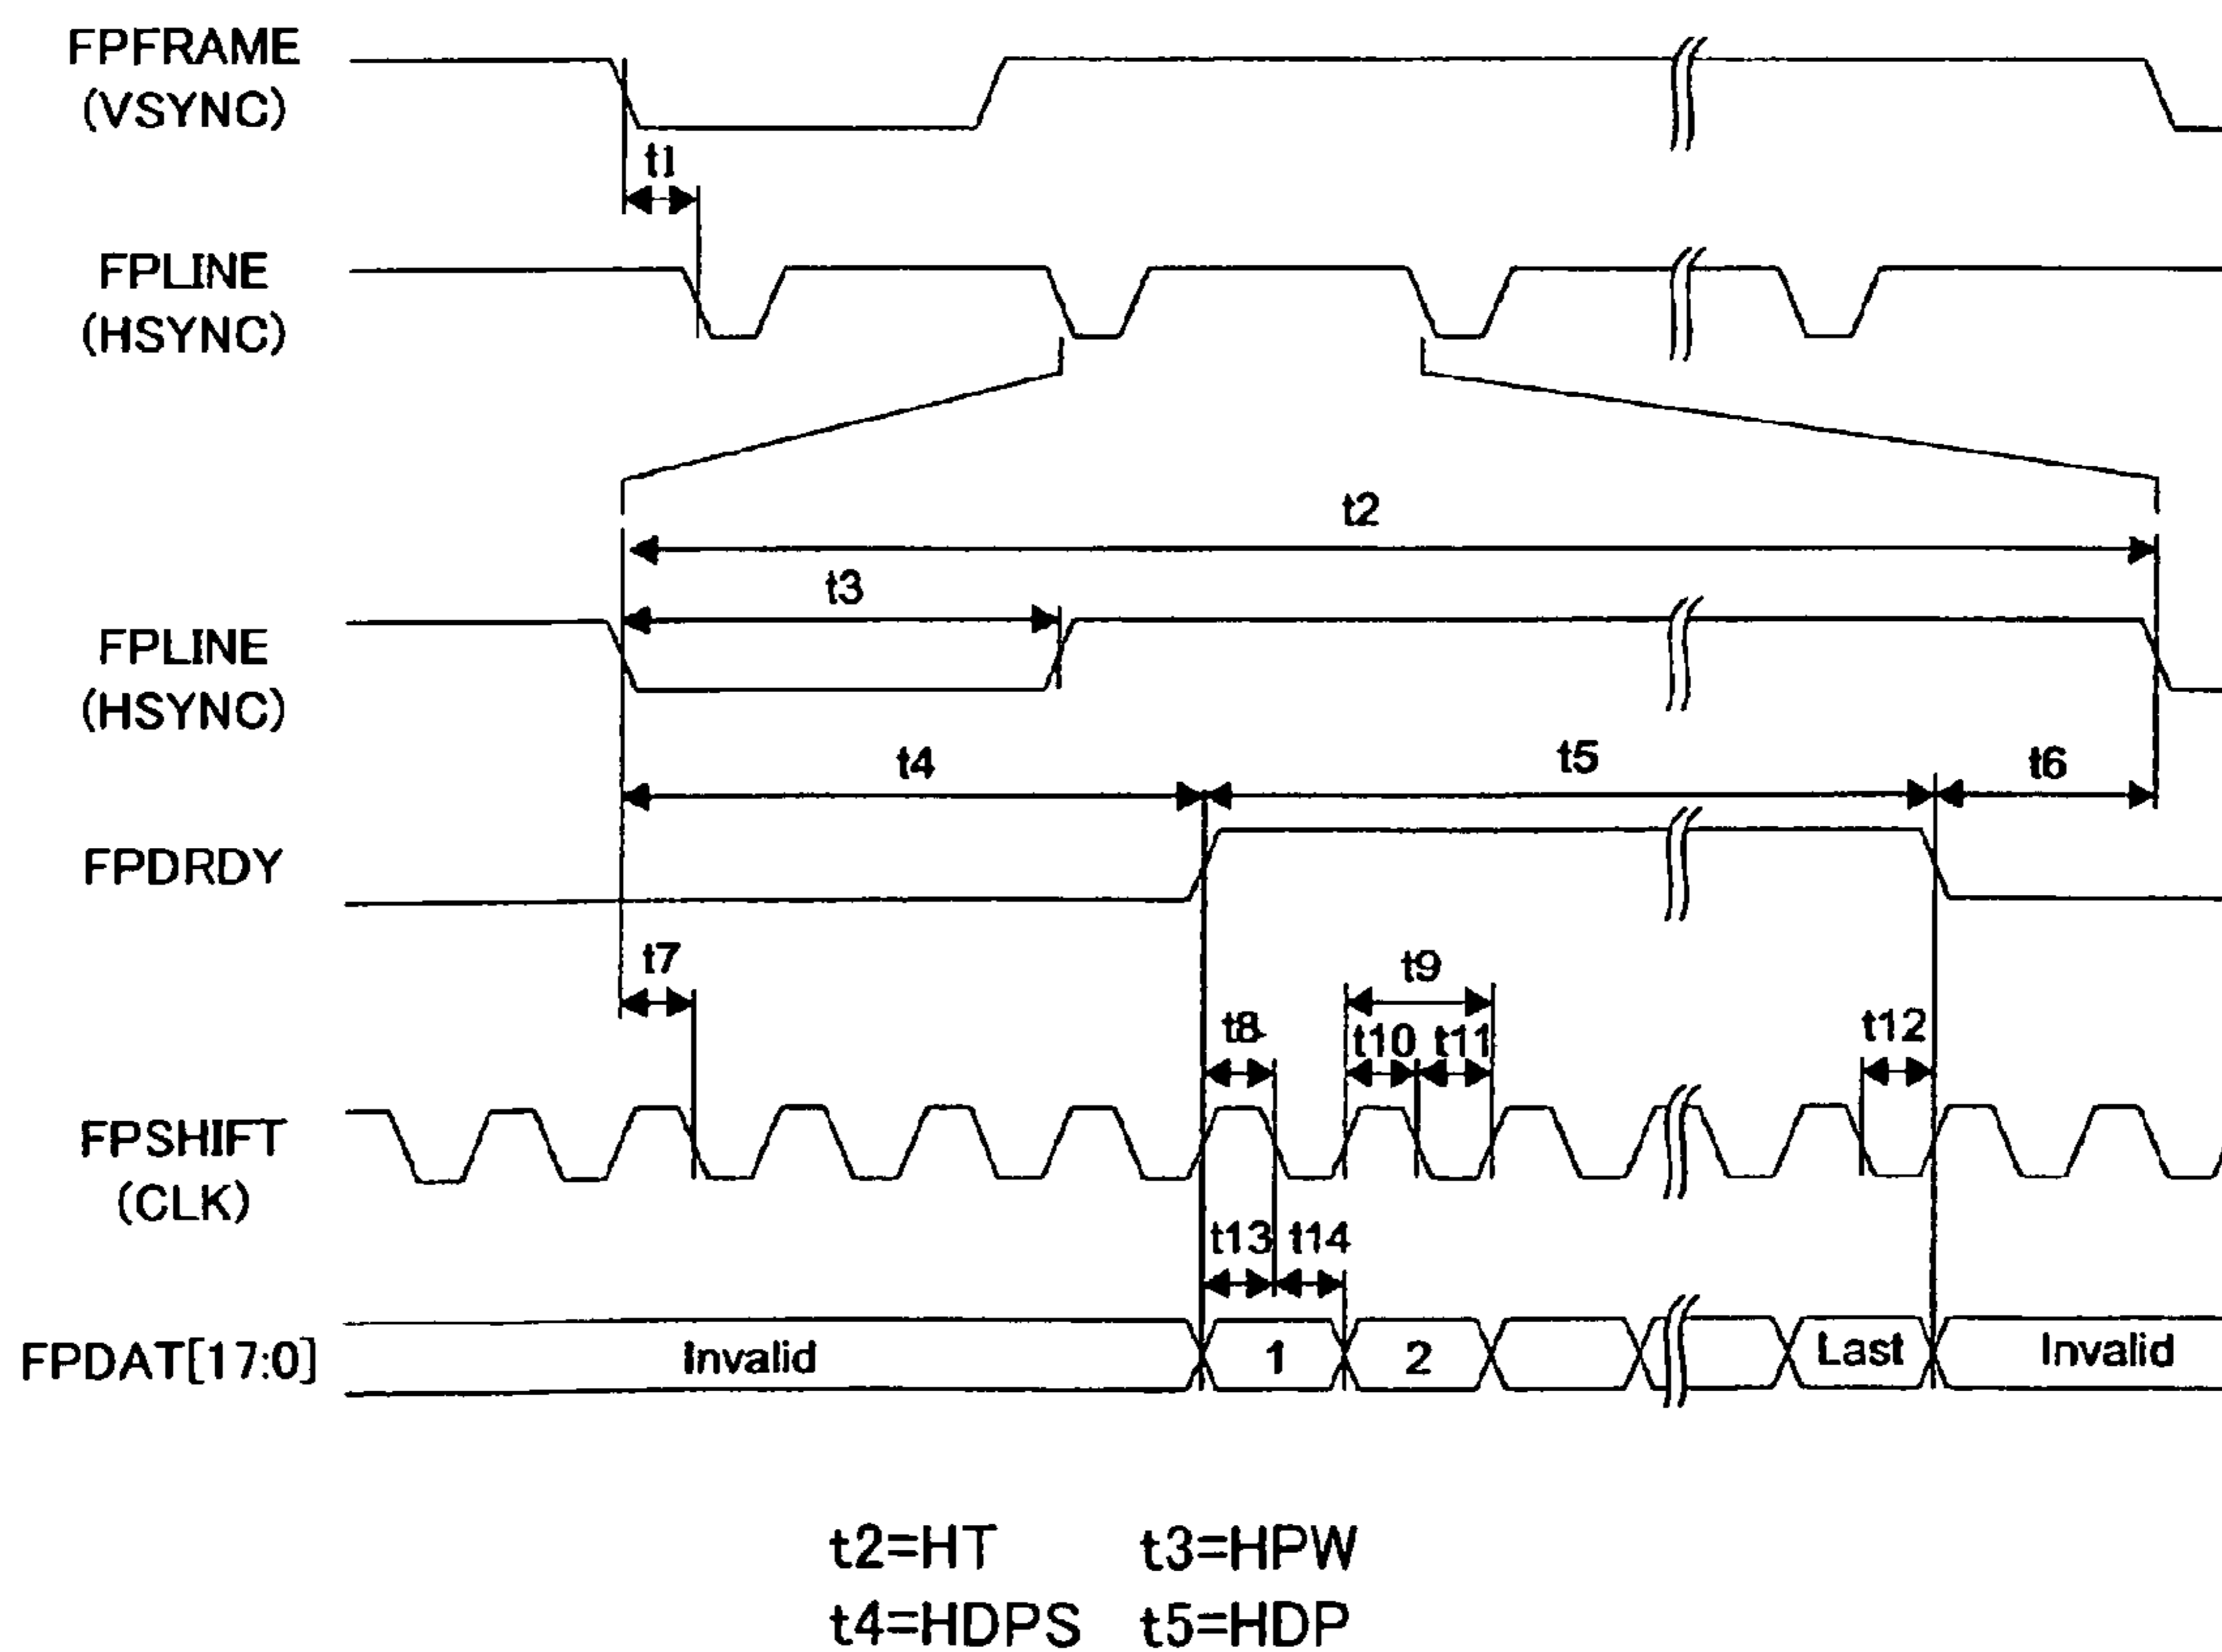 FPFRAME
(VSYNC)
t1
FPLINE
(HSYNC)
t2
t3
FPLINE
(HSYNC)
t4
t5
t6
FPDRDY
t7
t9
t8
t10
t11
t12
FPSHIFT
(CLK)
t13
t14
FPDAT[17:0]
Invalid
1
2
Last
Invalid
t2=HT t3=HPW
t4=HDPS t5=HDP